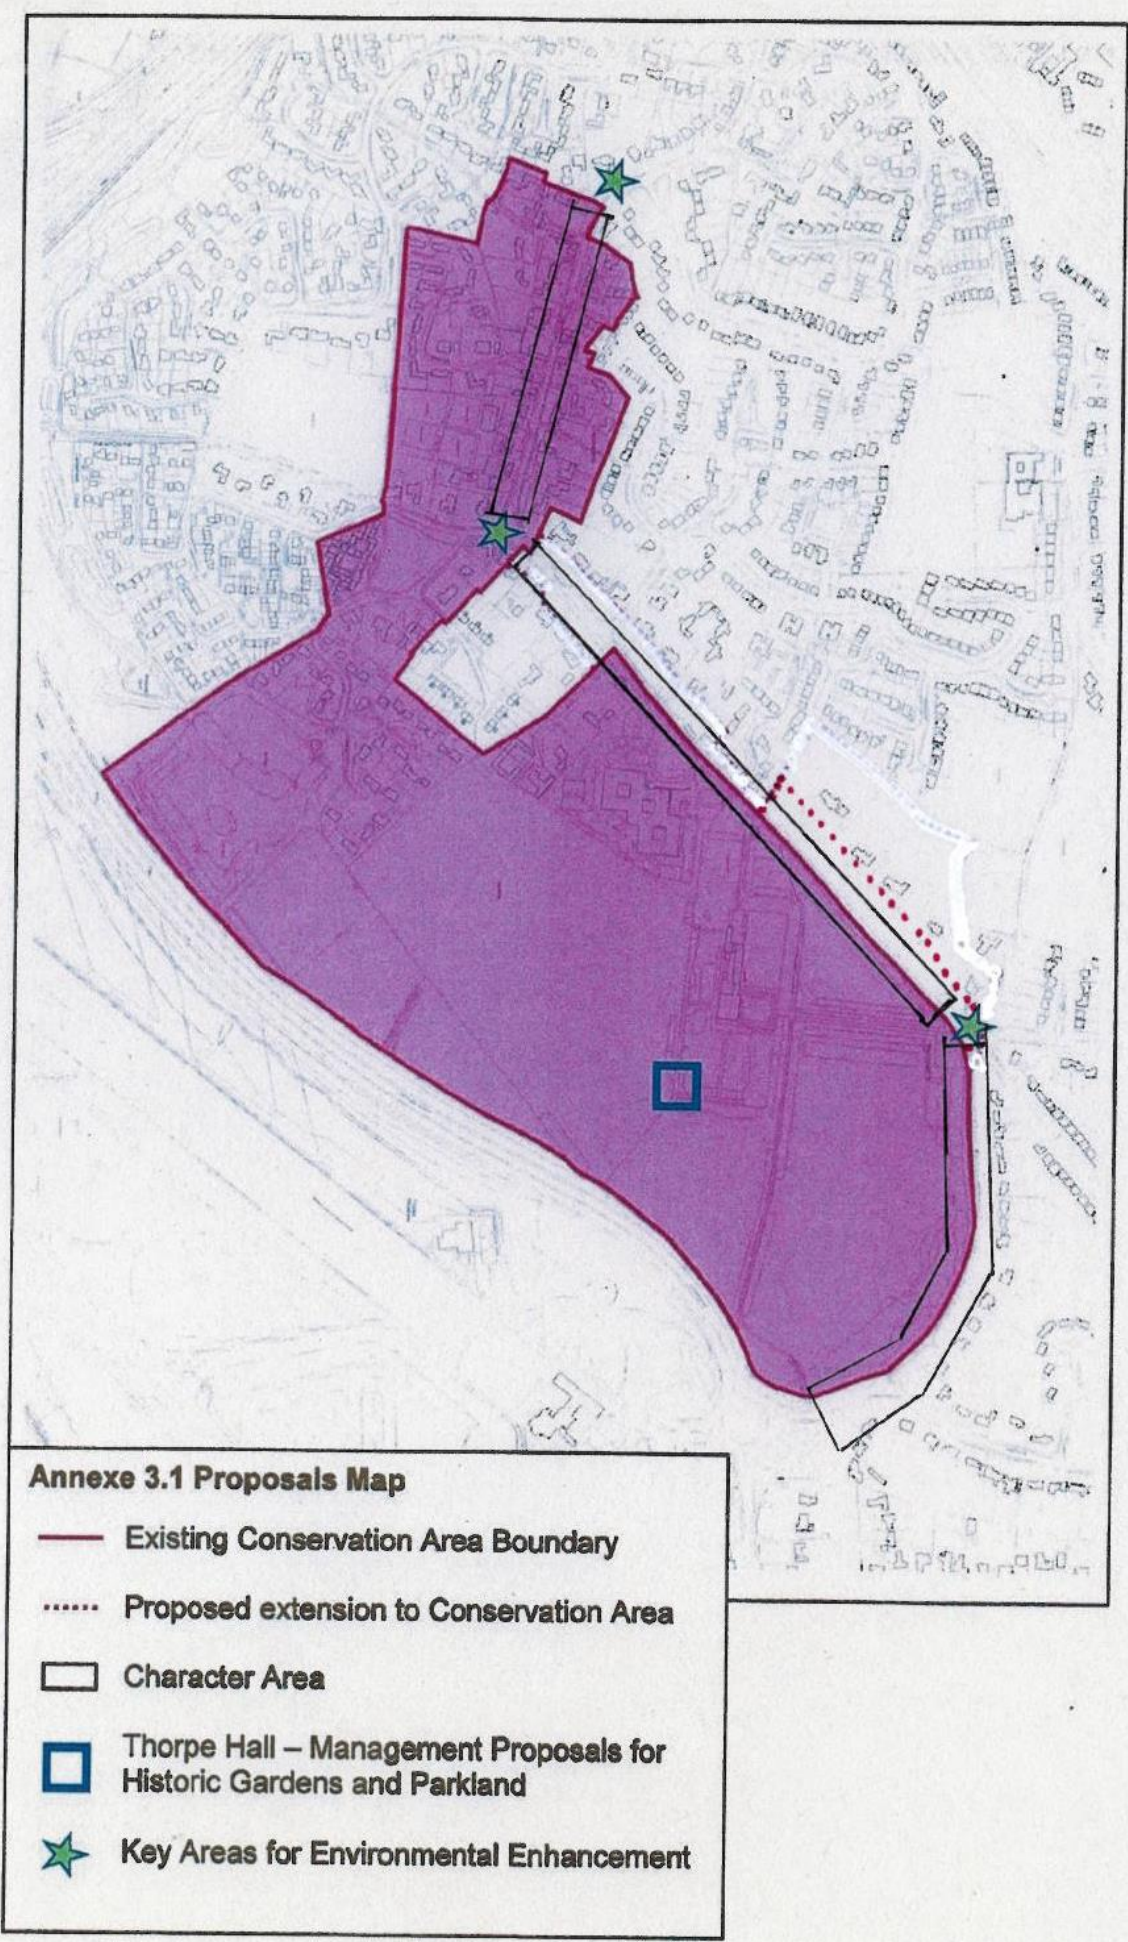 Annexe 3.1 Proposals Map
Existing Conservation Area Boundary
Proposed extension to Conservation Area
Character Area
Thorpe Hall – Management Proposals for
Historic Gardens and Parkland
Key Areas for Environmental Enhancement